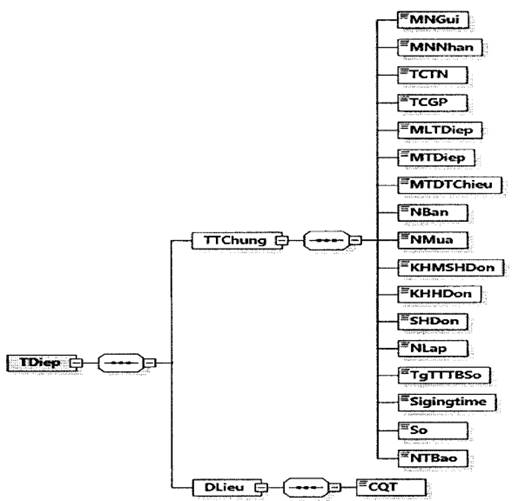 MNGui
MNNhan
TCTN
TCGP
MLTDiep
MTDiep
MTDTChieu
NBan
TTChung
NMua
KHMSHDon
KHHDon
SHDon
NLap
TDiep
TgTTTBSo
Sigingtime
So
NTBao
DLieu
CQT